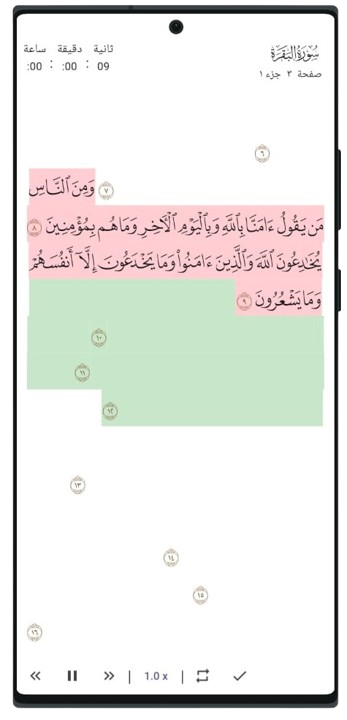 سُورَةُ البَقَرَةِ
صفحة ٣ جزء ١
ساعة دقيقة ثانية
00: : 00: : 09
٦
٧ وَمِنَ ٱلنَّاسِ
مَن يَقُولُ ءَامَنَّا بِٱللَّهِ وَبِٱلْيَوْمِ ٱلْءَاخِرِ وَمَا هُم بِمُؤْمِنِينَ ٨
يُخَٰدِعُونَ ٱللَّهَ وَٱلَّذِينَ ءَامَنُوا۟ وَمَا يَخْدَعُونَ إِلَّآ أَنفُسَهُمْ
وَمَا يَشْعُرُونَ ٩
١٠
١١
١٢
١٣
١٤
١٥
١٦
1.0 x